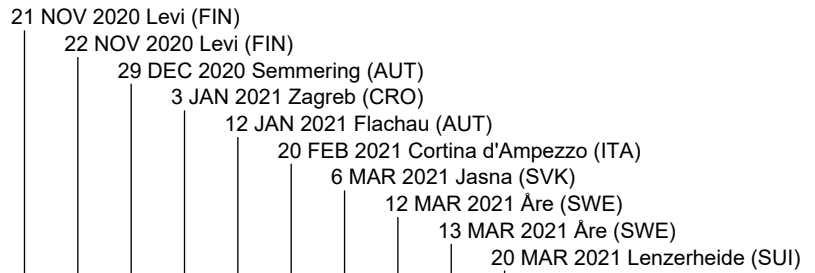 21 NOV 2020 Levi (FIN)
22 NOV 2020 Levi (FIN)
29 DEC 2020 Semmering (AUT)
3 JAN 2021 Zagreb (CRO)
12 JAN 2021 Flachau (AUT)
20 FEB 2021 Cortina d'Ampezzo (ITA)
6 MAR 2021 Jasna (SVK)
12 MAR 2021 Åre (SWE)
13 MAR 2021 Åre (SWE)
20 MAR 2021 Lenzerheide (SUI)